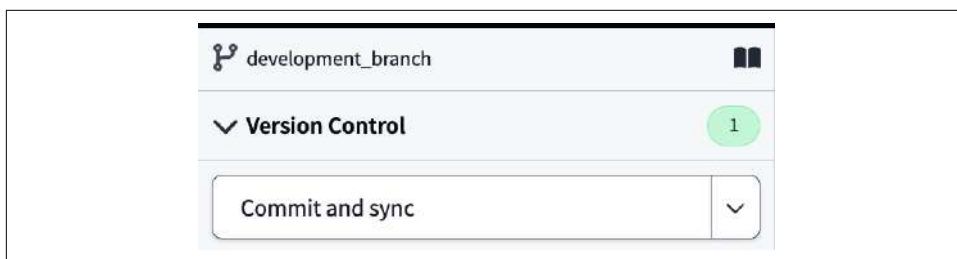 development_branch
Version Control 1
Commit and sync